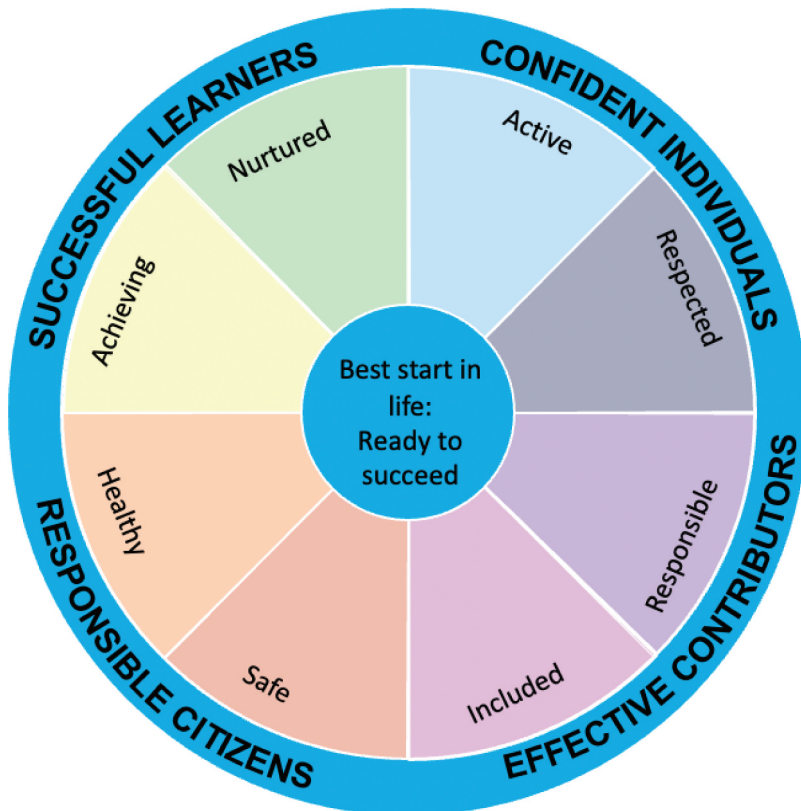 SUCCESSFUL LEARNERS
CONFIDENT INDIVIDUALS
Nurtured
Active
Achieving
Respected
Best start in
life:
Ready to
succeed
Healthy
Responsible
Safe
Included
RESPONSIBLE CITIZENS
EFFECTIVE CONTRIBUTORS